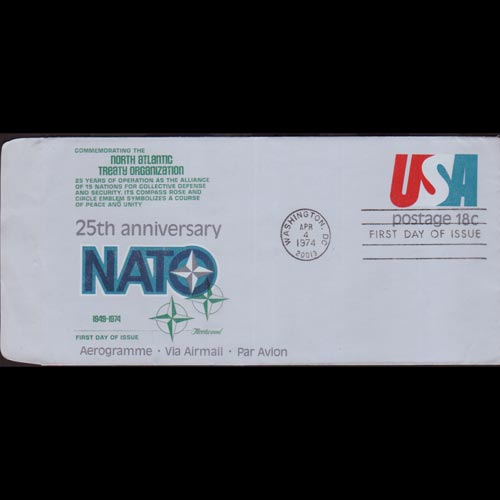 COMMEMORATING THE
NORTH ATLANTIC
TREATY ORGANIZATION
25 YEARS OF OPERATION AS THE ALLIANCE
OF 15 NATIONS FOR COLLECTIVE DEFENSE
AND SECURITY. ITS COMPASS ROSE AND
CIRCLE EMBLEM SYMBOLIZES A COURSE
OF PEACE AND UNITY
25th anniversary
NATO
1949-1974
Fleetwood
FIRST DAY OF ISSUE
Aerogramme · Via Airmail · Par Avion
USA
postage 18c
WASHINGTON, DC
APR
4
1974
20013
FIRST DAY OF ISSUE